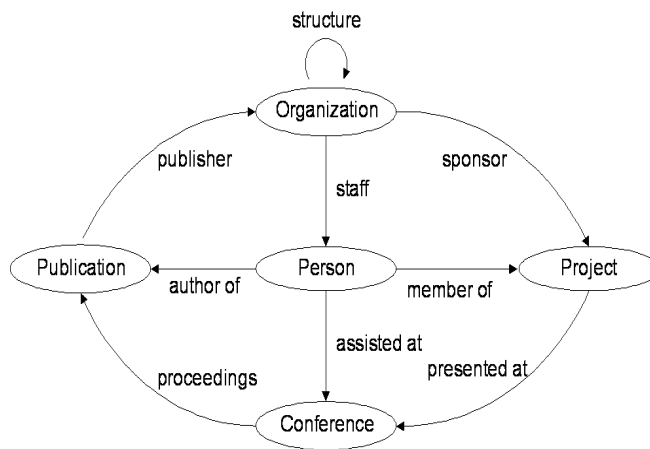 structure
Organization
publisher
sponsor
staff
Publication
Person
Project
author of
member of
assisted at
presented at
proceedings
Conference